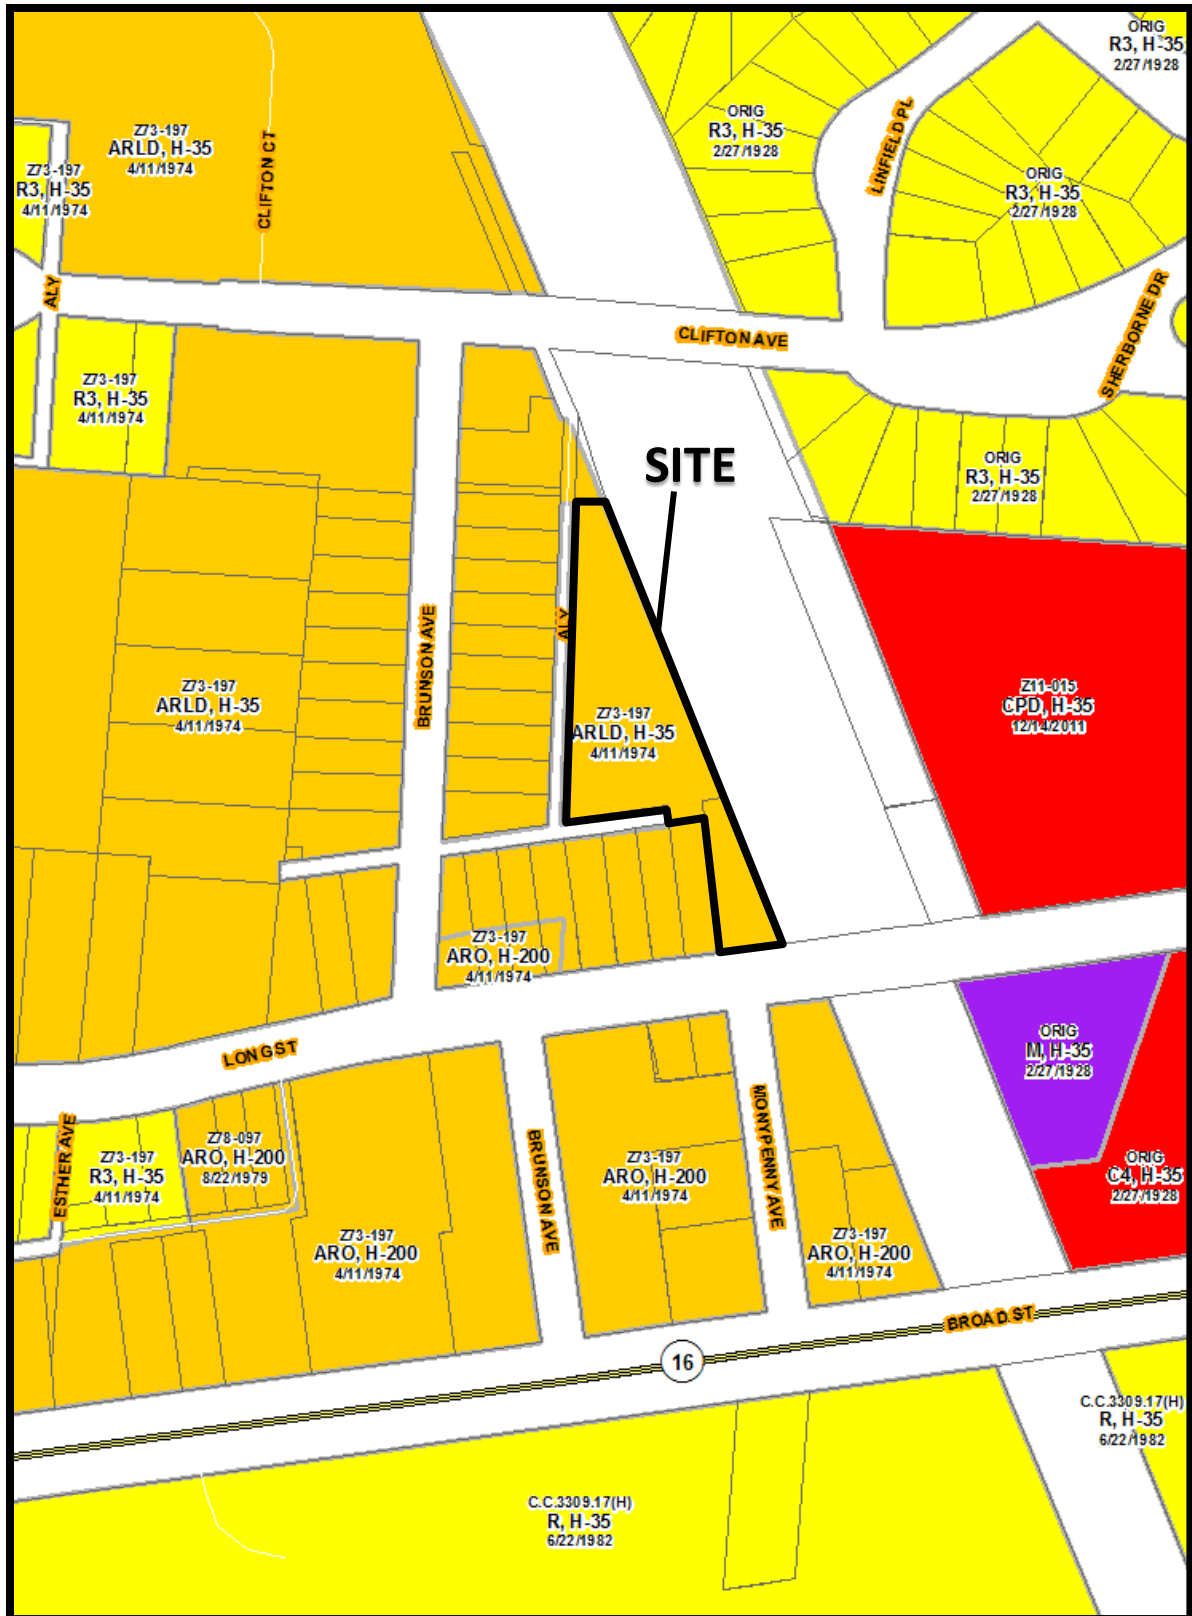 ORIG
R3, H-35
2/27/1928
Z73-197
ARLD, H-35
4/11/1974
CLIFTON CT
ORIG
R3, H-35
2/27/1928
LINFIELD PL
Z73-197
R3, H-35
4/11/1974
ORIG
R3, H-35
2/27/1928
ALY
SHERBORNE DR
CLIFTON AVE
Z73-197
R3, H-35
4/11/1974
SITE
ORIG
R3, H-35
2/27/1928
BRUNSON AVE
ALY
Z73-197
ARLD, H-35
4/11/1974
Z73-197
ARLD, H-35
4/11/1974
Z11-015
CPD, H-35
12/14/2011
Z73-197
ARO, H-200
4/11/1974
LONG ST
ORIG
M, H-35
2/27/1928
ESTHER AVE
Z73-197
R3, H-35
4/11/1974
Z78-097
ARO, H-200
8/22/1979
BRUNSON AVE
Z73-197
ARO, H-200
4/11/1974
MONYPENNY AVE
ORIG
C4, H-35
2/27/1928
Z73-197
ARO, H-200
4/11/1974
Z73-197
ARO, H-200
4/11/1974
BROAD ST
16
C.C.3309.17(H)
R, H-35
6/22/1982
C.C.3309.17(H)
R, H-35
6/22/1982